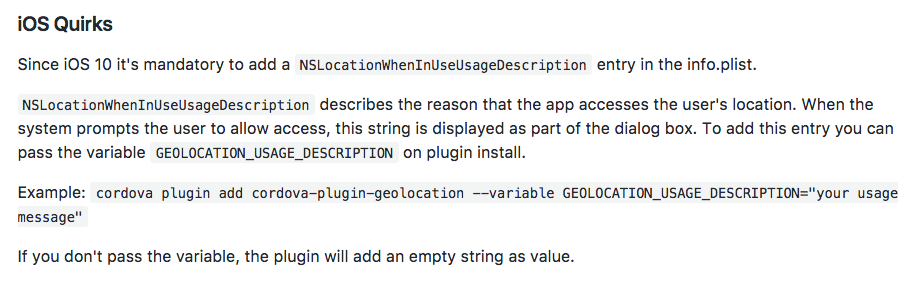 iOS Quirks
Since iOS 10 it's mandatory to add a NSLocationWhenInUseUsageDescription entry in the info.plist.
NSLocationWhenInUseUsageDescription describes the reason that the app accesses the user's location. When the
system prompts the user to allow access, this string is displayed as part of the dialog box. To add this entry you can
pass the variable GEOLOCATION_USAGE_DESCRIPTION on plugin install.
Example: cordova plugin add cordova-plugin-geolocation --variable GEOLOCATION_USAGE_DESCRIPTION="your usage
message"
If you don't pass the variable, the plugin will add an empty string as value.